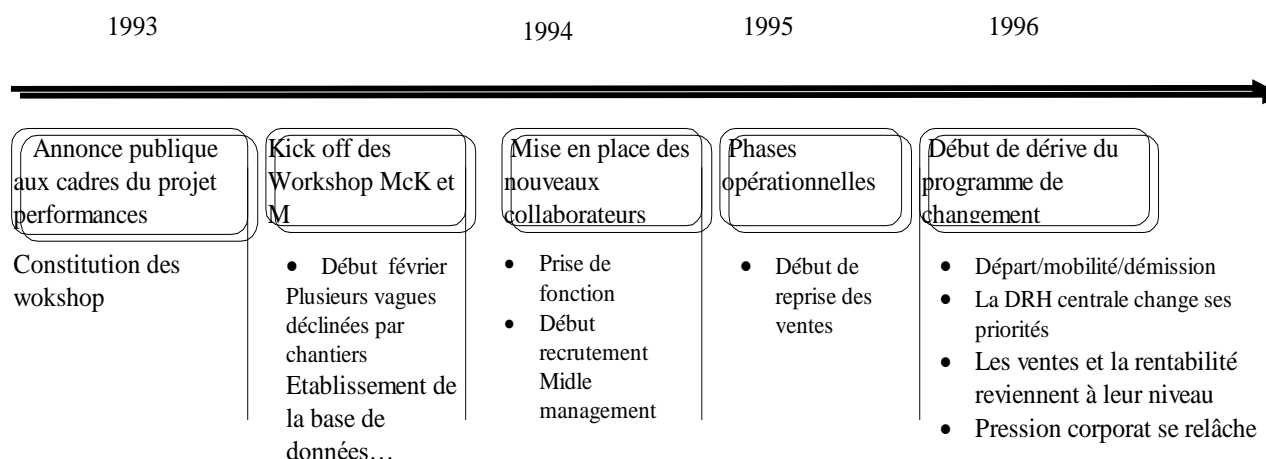 1993
1994
1995
1996
Annonce publique
aux cadres du projet
performances
Constitution des
wokshop
Kick off des
Workshop McK et
M
• Début février
Plusieurs vagues
déclinées par
chantiers
Etablissement de
la base de
données…
Mise en place des
nouveaux
collaborateurs
• Prise de
fonction
• Début
recrutement
Midle
management
Phases
opérationnelles
• Début de
reprise des
ventes
Début de dérive du
programme de
changement
• Départ/mobilité/démission
• La DRH centrale change ses
priorités
• Les ventes et la rentabilité
reviennent à leur niveau
• Pression corporat se relâche